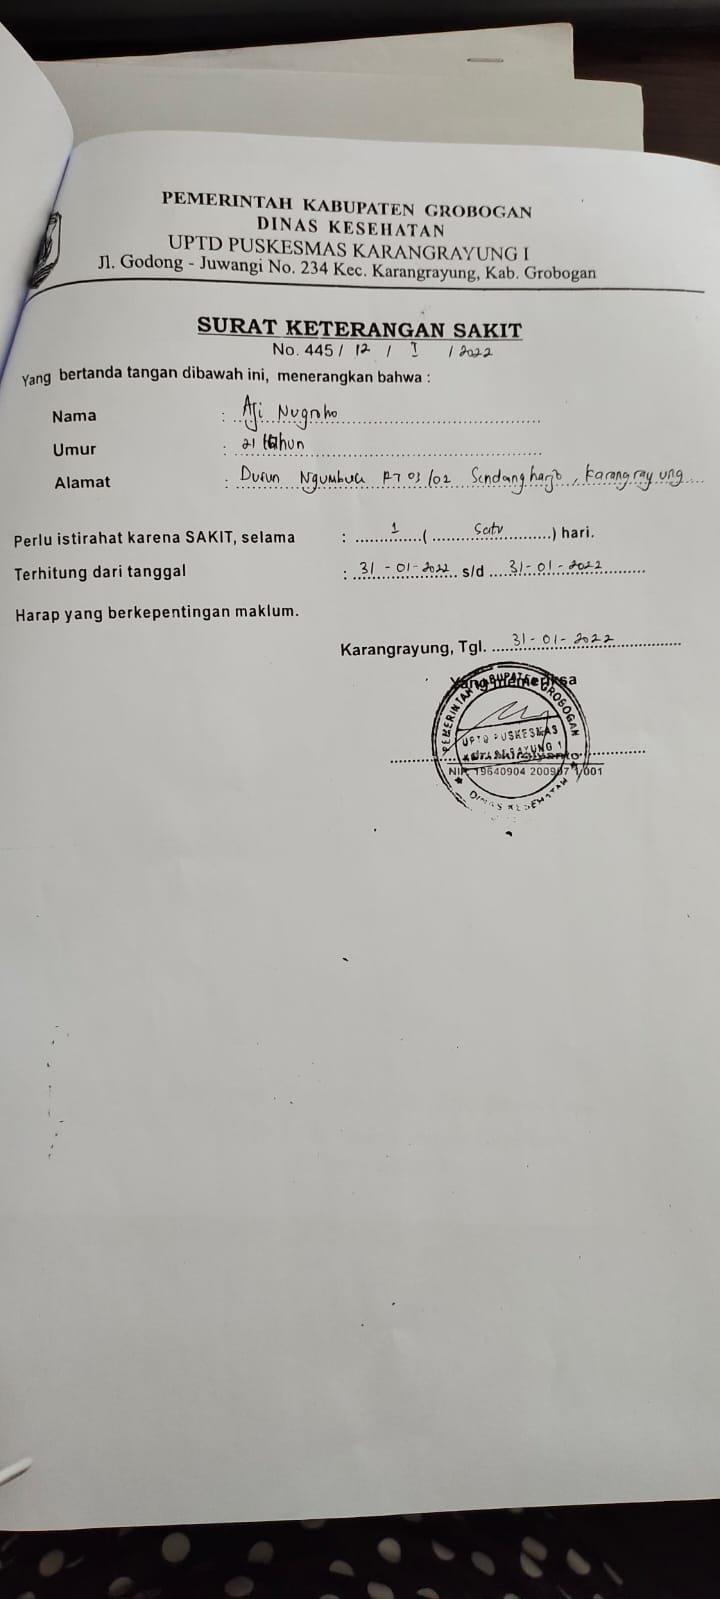 PEMERINTAH KABUPATEN GROBOGAN
DINAS KESEHATAN
UPTD PUSKESMAS KARANGRAYUNG I
Jl. Godong - Juwangi No. 234 Kec. Karangrayung, Kab. Grobogan
SURAT KETERANGAN SAKIT
No. 445 / 12 / I / 2022
Yang bertanda tangan dibawah ini, menerangkan bahwa :
Nama : Aji Nugroho
Umur : 21 tahun
Alamat : Dusun RT 03/02 Sendangharjo, Karangrayung
Perlu istirahat karena SAKIT, selama : 1 ( Satu ) hari.
Terhitung dari tanggal : 31-01-2022 s/d 31-01-2022
Harap yang berkepentingan maklum.
Karangrayung, Tgl. 31-01-2022
Yang memeriksa
PEMERINTAH KABUPATEN GROBOGAN
UPTD PUSKESMAS
KARANGRAYUNG 1
NIP. 19640904 200907 1 001
DINAS KESEHATAN